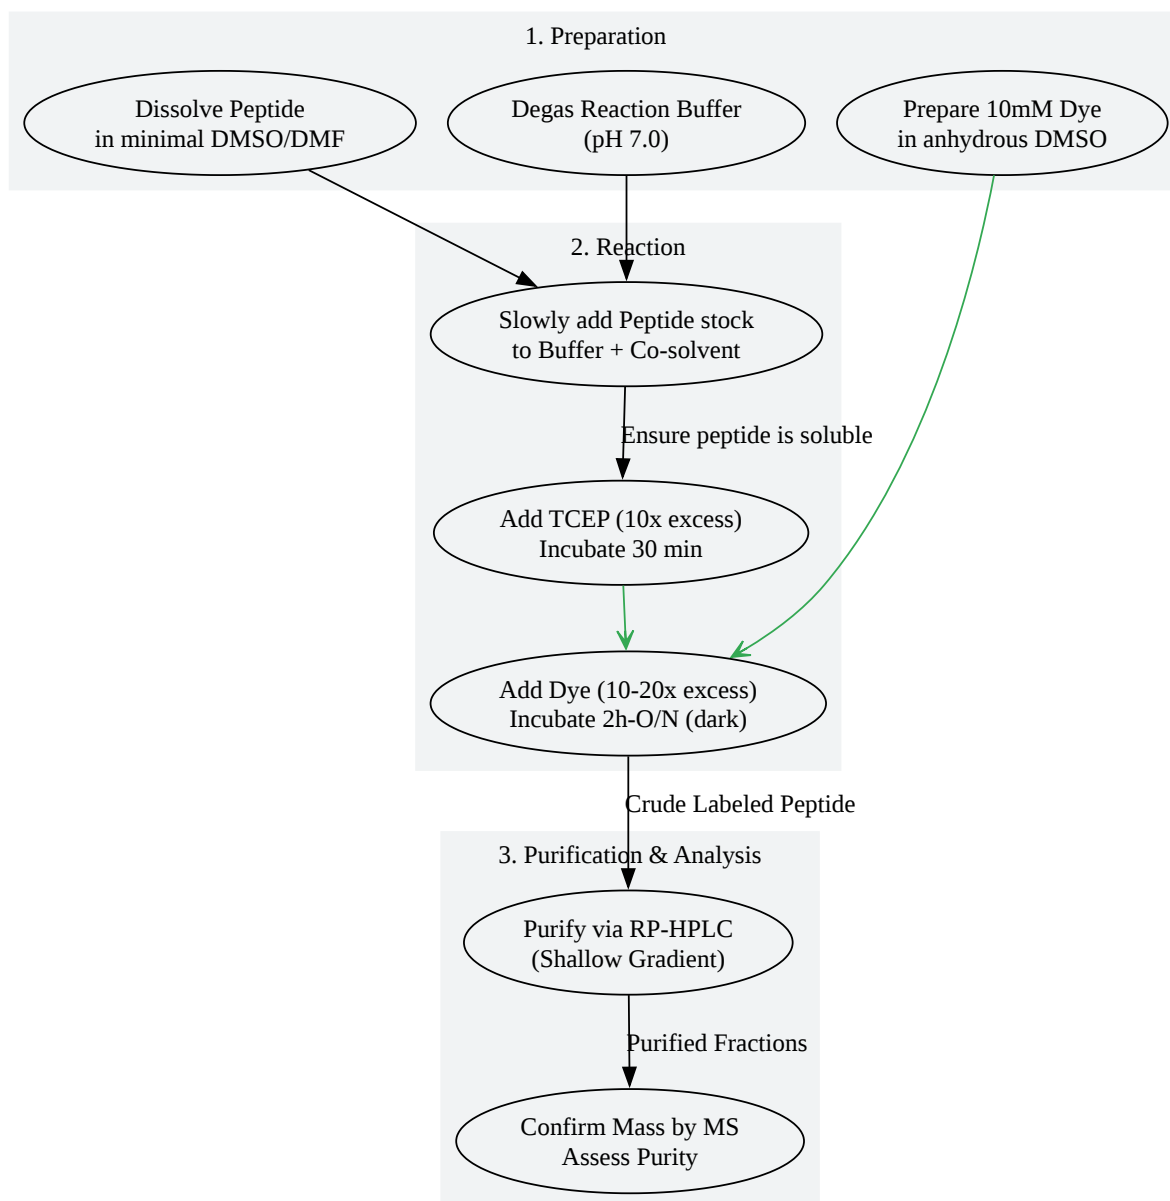 1. Preparation
Dissolve Peptide
in minimal DMSO/DMF
Degas Reaction Buffer
(pH 7.0)
Prepare 10mM Dye
in anhydrous DMSO
2. Reaction
Slowly add Peptide stock
to Buffer + Co-solvent
Ensure peptide is soluble
Add TCEP (10x excess)
Incubate 30 min
Add Dye (10-20x excess)
Incubate 2h-O/N (dark)
Crude Labeled Peptide
3. Purification & Analysis
Purify via RP-HPLC
(Shallow Gradient)
Purified Fractions
Confirm Mass by MS
Assess Purity